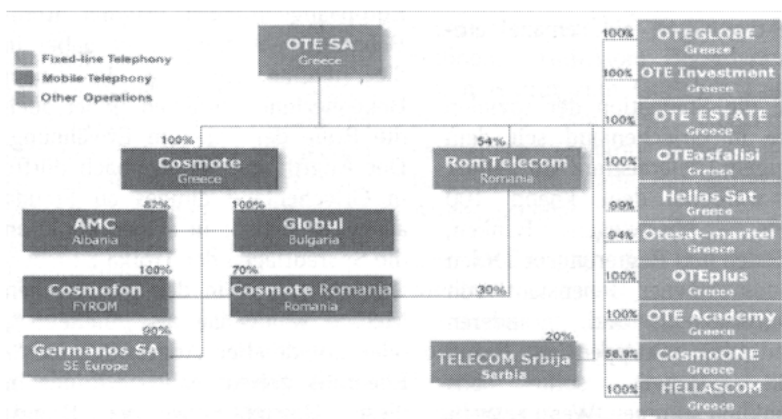 OTE SA
Greece
Fixed-line Telephony
Mobile Telephony
Other Operations
100%
Cosmote
Greece
54%
RomTelecom
Romania
82%
AMC
Albania
100%
Globul
Bulgaria
100%
Cosmofon
FYROM
70%
Cosmote Romania
Romania
30%
90%
Germanos SA
SE Europe
20%
TELECOM Srbija
Serbia
100%
OTEGLOBE
Greece
100%
OTE Investment
Greece
100%
OTE ESTATE
Greece
100%
OTEasfalisi
Greece
99%
Hellas Sat
Greece
94%
Otesat-maritel
Greece
100%
OTEplus
Greece
100%
OTE Academy
Greece
58.9%
CosmoONE
Greece
100%
HELLASCOM
Greece